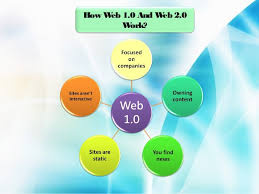 How Web 1.0 And Web 2.0
Work?
Focused
on
companies
Owning
content
You find
news
Sites are
static
Sites aren't
interactive
Web
1.0